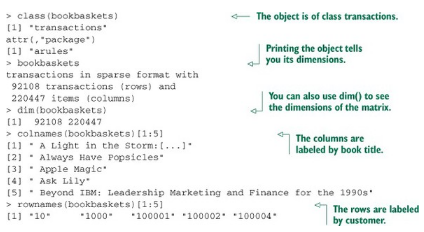 > class(bookbaskets)
The object is of class transactions.
[1] "transactions"
attr(,"package")
[1] "arules"
Printing the object tells
you its dimensions.
> bookbaskets
transactions in sparse format with
92108 transactions (rows) and
220447 items (columns)
You can also use dim() to see
the dimensions of the matrix.
> dim(bookbaskets)
[1] 92108 220447
> colnames(bookbaskets)[1:5]
The columns are
labeled by book title.
[1] " A Light in the Storm:[...]"
[2] " Always Have Popsicles"
[3] " Apple Magic"
[4] " Ask Lily"
[5] " Beyond IBM: Leadership Marketing and Finance for the 1990s"
> rownames(bookbaskets)[1:5]
The rows are labeled
by customer.
[1] "10" "1000" "100001" "100002" "100004"